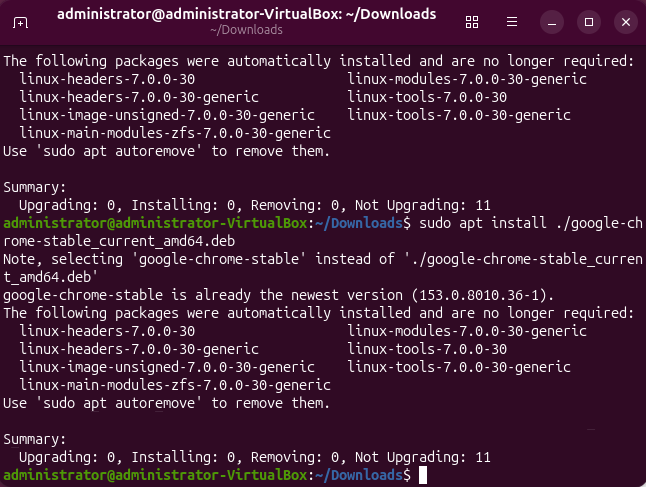 administrator@administrator-VirtualBox: ~/Downloads
~/Downloads
The following packages were automatically installed and are no longer required:
  linux-headers-7.0.0-30                  linux-modules-7.0.0-30-generic
  linux-headers-7.0.0-30-generic          linux-tools-7.0.0-30
  linux-image-unsigned-7.0.0-30-generic   linux-tools-7.0.0-30-generic
  linux-main-modules-zfs-7.0.0-30-generic
Use 'sudo apt autoremove' to remove them.

Summary:
  Upgrading: 0, Installing: 0, Removing: 0, Not Upgrading: 11
administrator@administrator-VirtualBox:~/Downloads$ sudo apt install ./google-ch
rome-stable_current_amd64.deb
Note, selecting 'google-chrome-stable' instead of './google-chrome-stable_curren
t_amd64.deb'
google-chrome-stable is already the newest version (153.0.8010.36-1).
The following packages were automatically installed and are no longer required:
  linux-headers-7.0.0-30                  linux-modules-7.0.0-30-generic
  linux-headers-7.0.0-30-generic          linux-tools-7.0.0-30
  linux-image-unsigned-7.0.0-30-generic   linux-tools-7.0.0-30-generic
  linux-main-modules-zfs-7.0.0-30-generic
Use 'sudo apt autoremove' to remove them.

Summary:
  Upgrading: 0, Installing: 0, Removing: 0, Not Upgrading: 11
administrator@administrator-VirtualBox:~/Downloads$